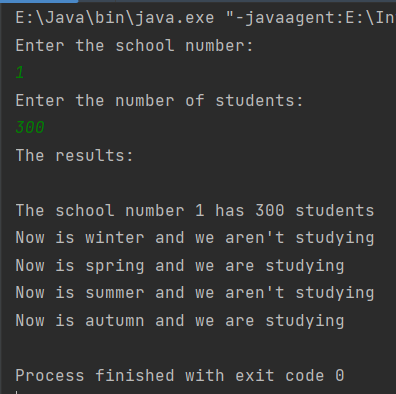 E:\Java\bin\java.exe "-javaagent:E:\In
Enter the school number:
1
Enter the number of students:
300
The results:
The school number 1 has 300 students
Now is winter and we aren't studying
Now is spring and we are studying
Now is summer and we aren't studying
Now is autumn and we are studying
Process finished with exit code 0